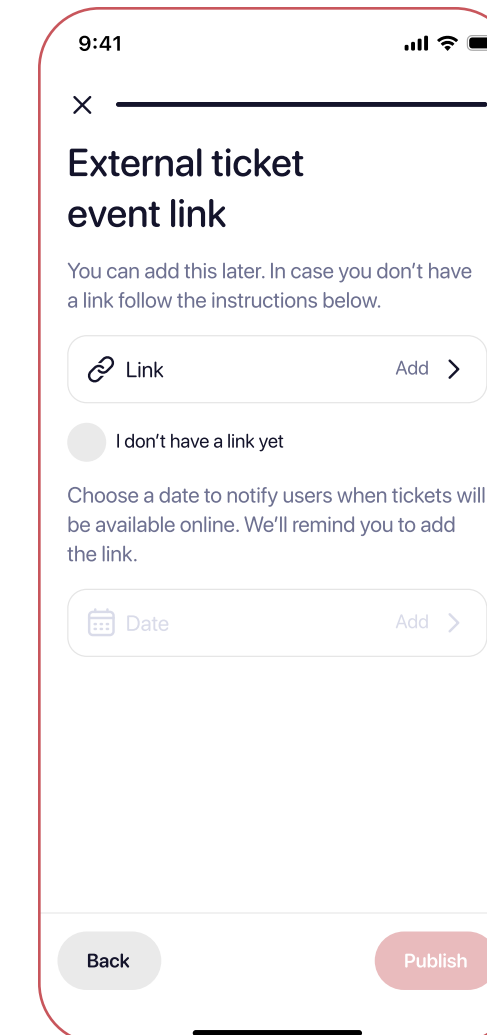 9:41
External ticket
event link
You can add this later. In case you don't have
a link follow the instructions below.
Link Add
I don't have a link yet
Choose a date to notify users when tickets will
be available online. We'll remind you to add
the link.
Date Add
Back Publish